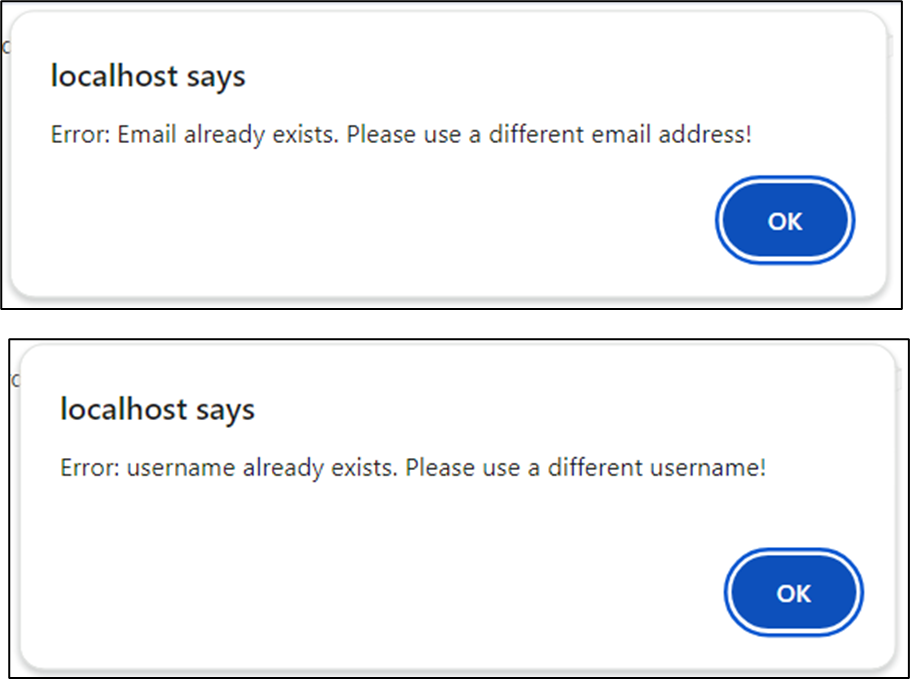 localhost says
Error: Email already exists. Please use a different email address!
OK
localhost says
Error: username already exists. Please use a different username!
OK